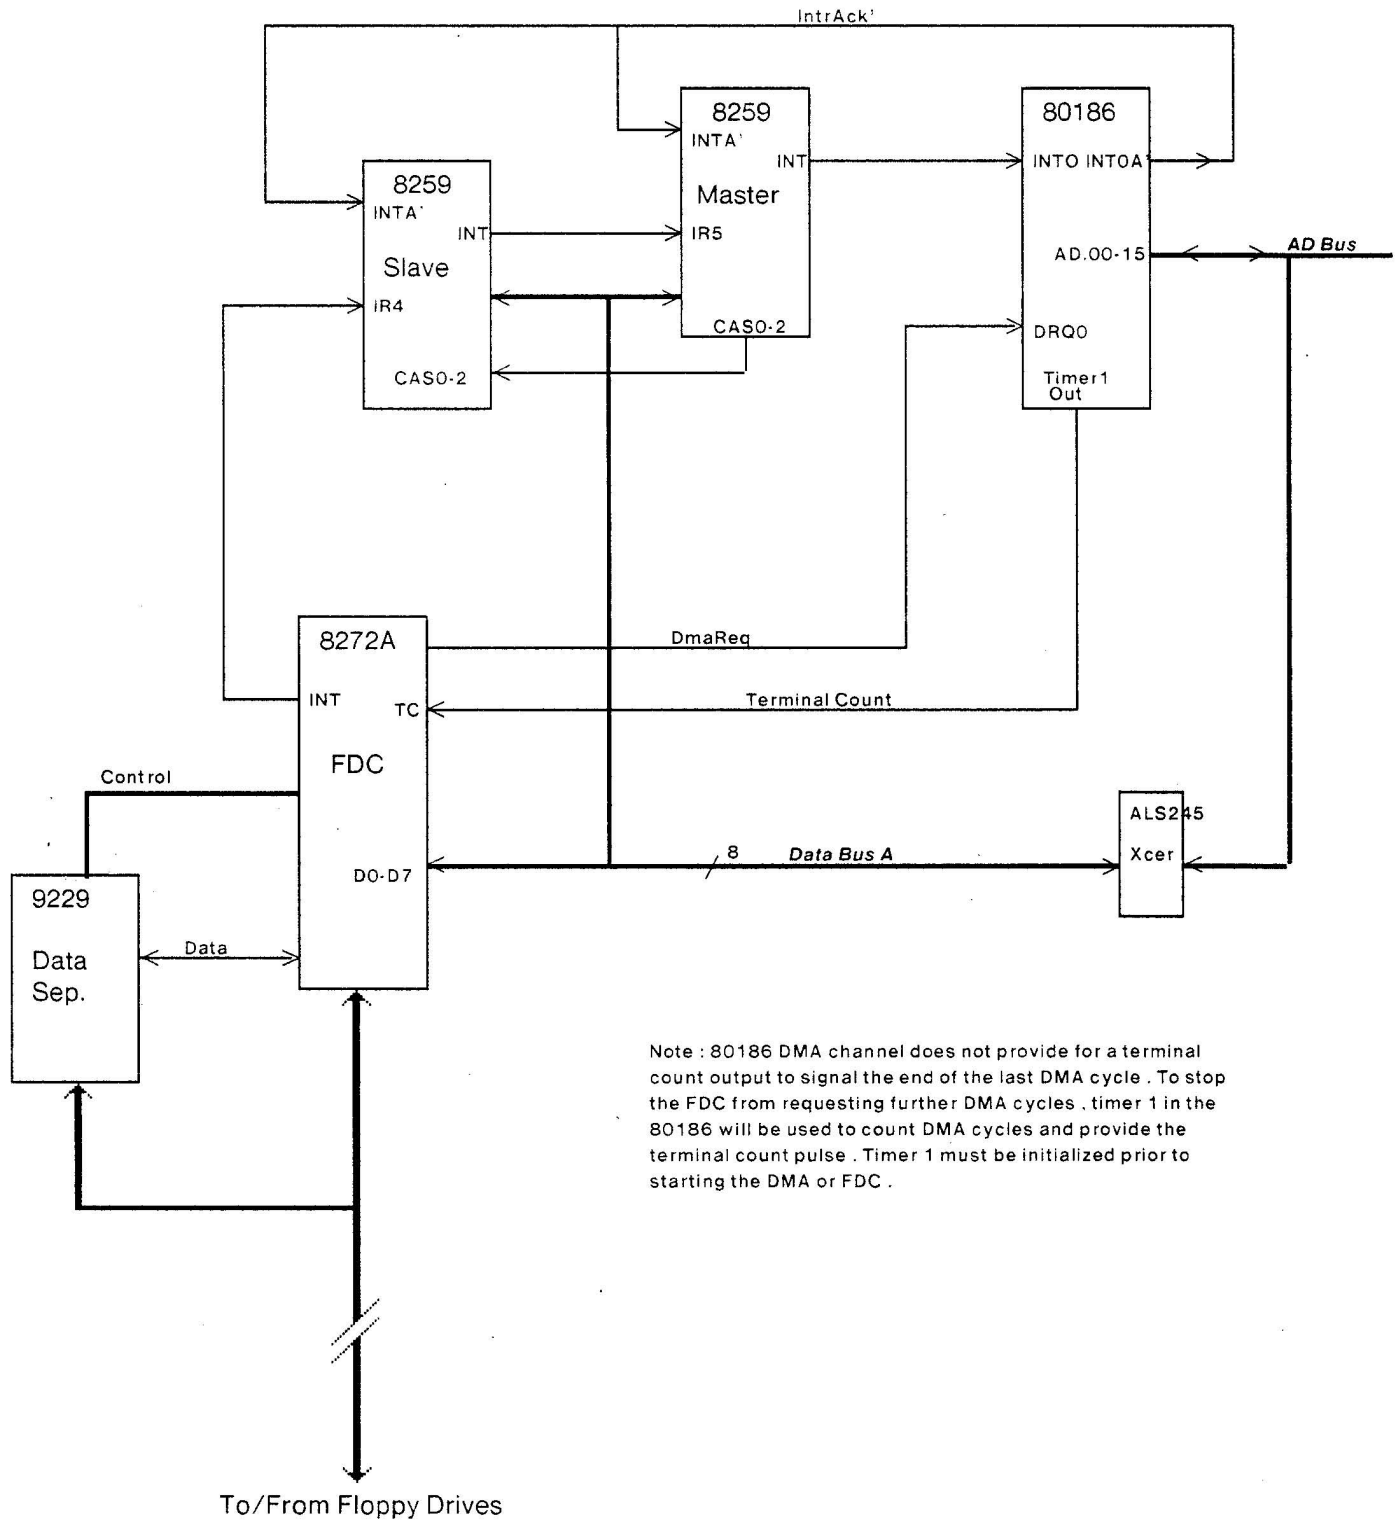 IntrAck'
8259
INTA'
INT
Master
IR5
CAS0-2
80186
INTO INT0A'
AD.00-15
DRQ0
Timer1
Out
AD Bus
8259
INTA'
INT
Slave
IR4
CAS0-2
8272A
INT
TC
FDC
D0-D7
DmaReq
Terminal Count
Control
8
Data Bus A
ALS245
Xcer
9229
Data
Sep.
Data
Note : 80186 DMA channel does not provide for a terminal
count output to signal the end of the last DMA cycle . To stop
the FDC from requesting further DMA cycles , timer 1 in the
80186 will be used to count DMA cycles and provide the
terminal count pulse . Timer 1 must be initialized prior to
starting the DMA or FDC .
To/From Floppy Drives